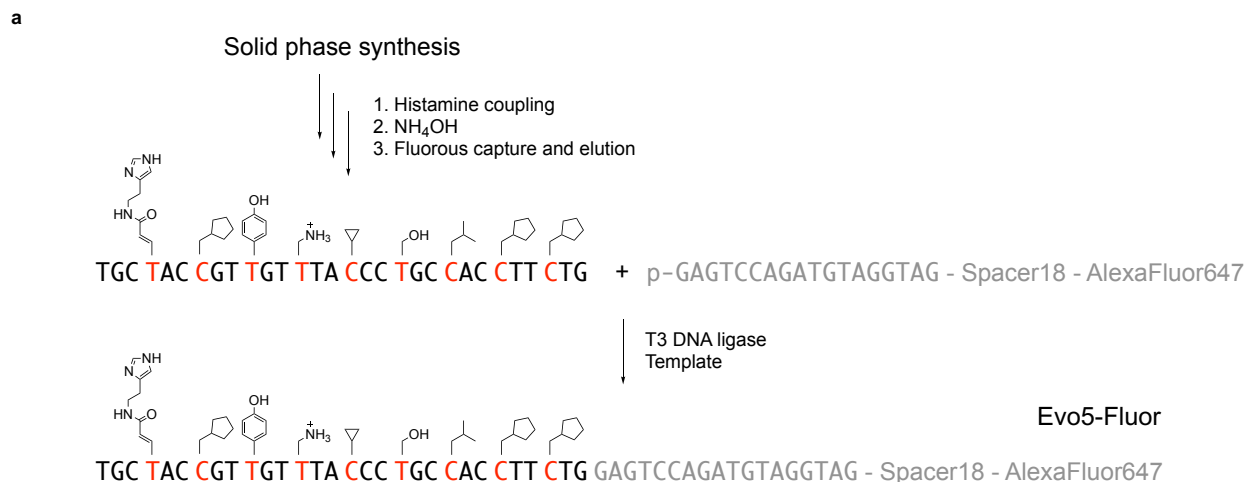 a
Solid phase synthesis
1. Histamine coupling
2. NH₄OH
3. Fluorous capture and elution
N NH
HN O
OH
+
NH₃
OH
TGC TAC CGT TGT TTA CCC TGC CAC CTT CTG + p-GAGTCCAGATGTAGGTAG - Spacer18 - AlexaFluor647
T3 DNA ligase
Template
N NH
HN O
OH
+
NH₃
OH
Evo5-Fluor
TGC TAC CGT TGT TTA CCC TGC CAC CTT CTG GAGTCCAGATGTAGGTAG - Spacer18 - AlexaFluor647